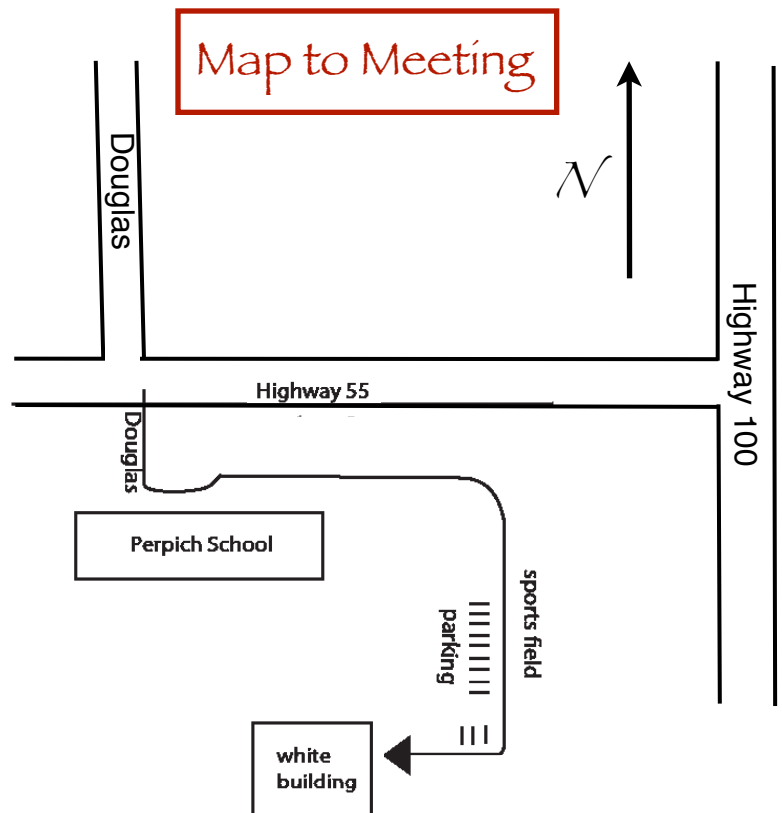 Map to Meeting
Douglas
N
Highway 100
Highway 55
Douglas
Perpich School
sports field
parking
white
building